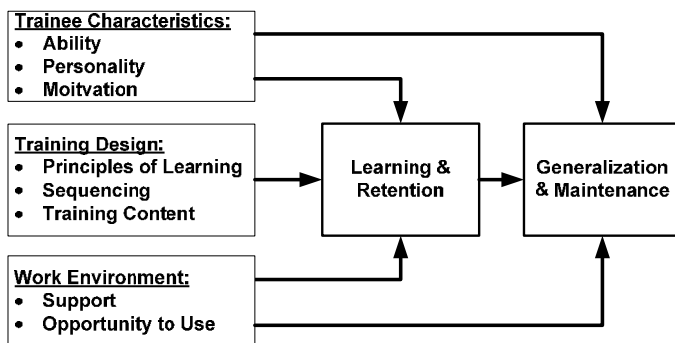 Trainee Characteristics:
• Ability
• Personality
• Moitvation
Training Design:
• Principles of Learning
• Sequencing
• Training Content
Work Environment:
• Support
• Opportunity to Use
Learning &
Retention
Generalization
& Maintenance